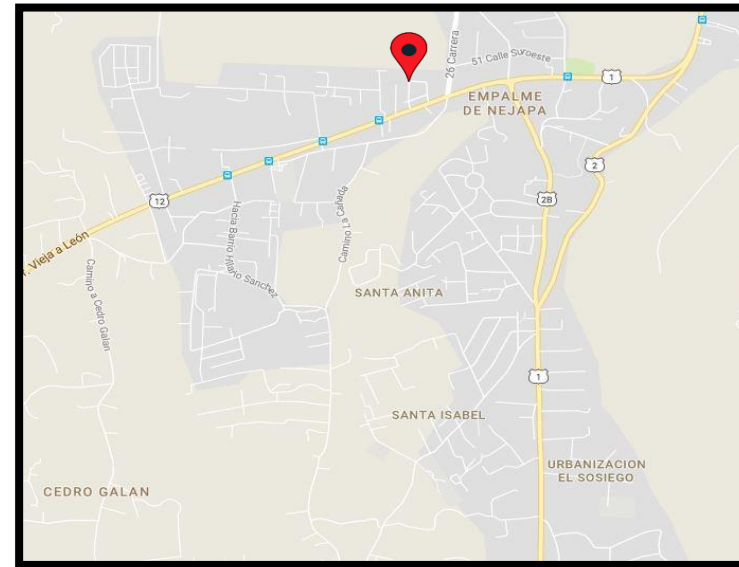 26 Carrera
51 Calle Suroeste
1
EMPALME
DE NEJAPA
2
12
2B
Hacia Barrio Hilario Sanchez
Camino La Cañada
r. Vieja a León
Camino a Cedro Galan
SANTA ANITA
1
SANTA ISABEL
URBANIZACION
EL SOSIEGO
CEDRO GALAN